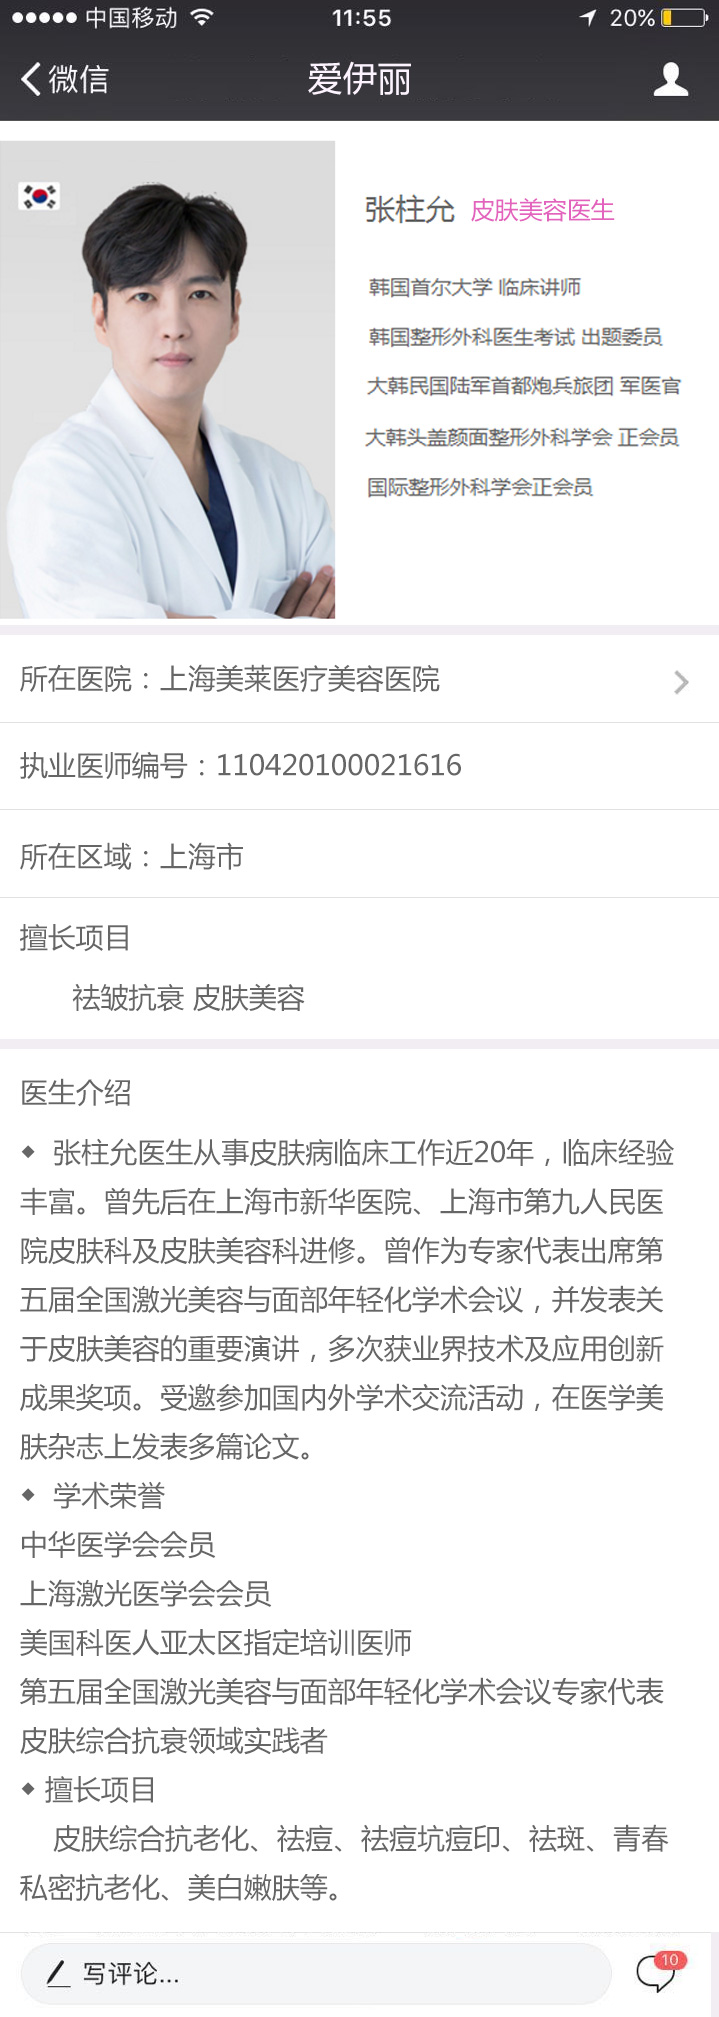 中国移动 11:55 20%
微信 爱伊丽
张柱允 皮肤美容医生
韩国首尔大学 临床讲师
韩国整形外科医生考试 出题委员
大韩民国陆军首都炮兵旅团 军医官
大韩头盖颜面整形外科学会 正会员
国际整形外科学会正会员
所在医院：上海美莱医疗美容医院
执业医师编号：110420100021616
所在区域：上海市
擅长项目
祛皱抗衰 皮肤美容
医生介绍
◆ 张柱允医生从事皮肤病临床工作近20年，临床经验
丰富。曾先后在上海市新华医院、上海市第九人民医
院皮肤科及皮肤美容科进修。曾作为专家代表出席第
五届全国激光美容与面部年轻化学术会议，并发表关
于皮肤美容的重要演讲，多次获业界技术及应用创新
成果奖项。受邀参加国内外学术交流活动，在医学美
肤杂志上发表多篇论文。
◆ 学术荣誉
中华医学会会员
上海激光医学会会员
美国科医人亚太区指定培训医师
第五届全国激光美容与面部年轻化学术会议专家代表
皮肤综合抗衰领域实践者
◆ 擅长项目
皮肤综合抗老化、祛痘、祛痘坑痘印、祛斑、青春
私密抗老化、美白嫩肤等。
写评论... 10